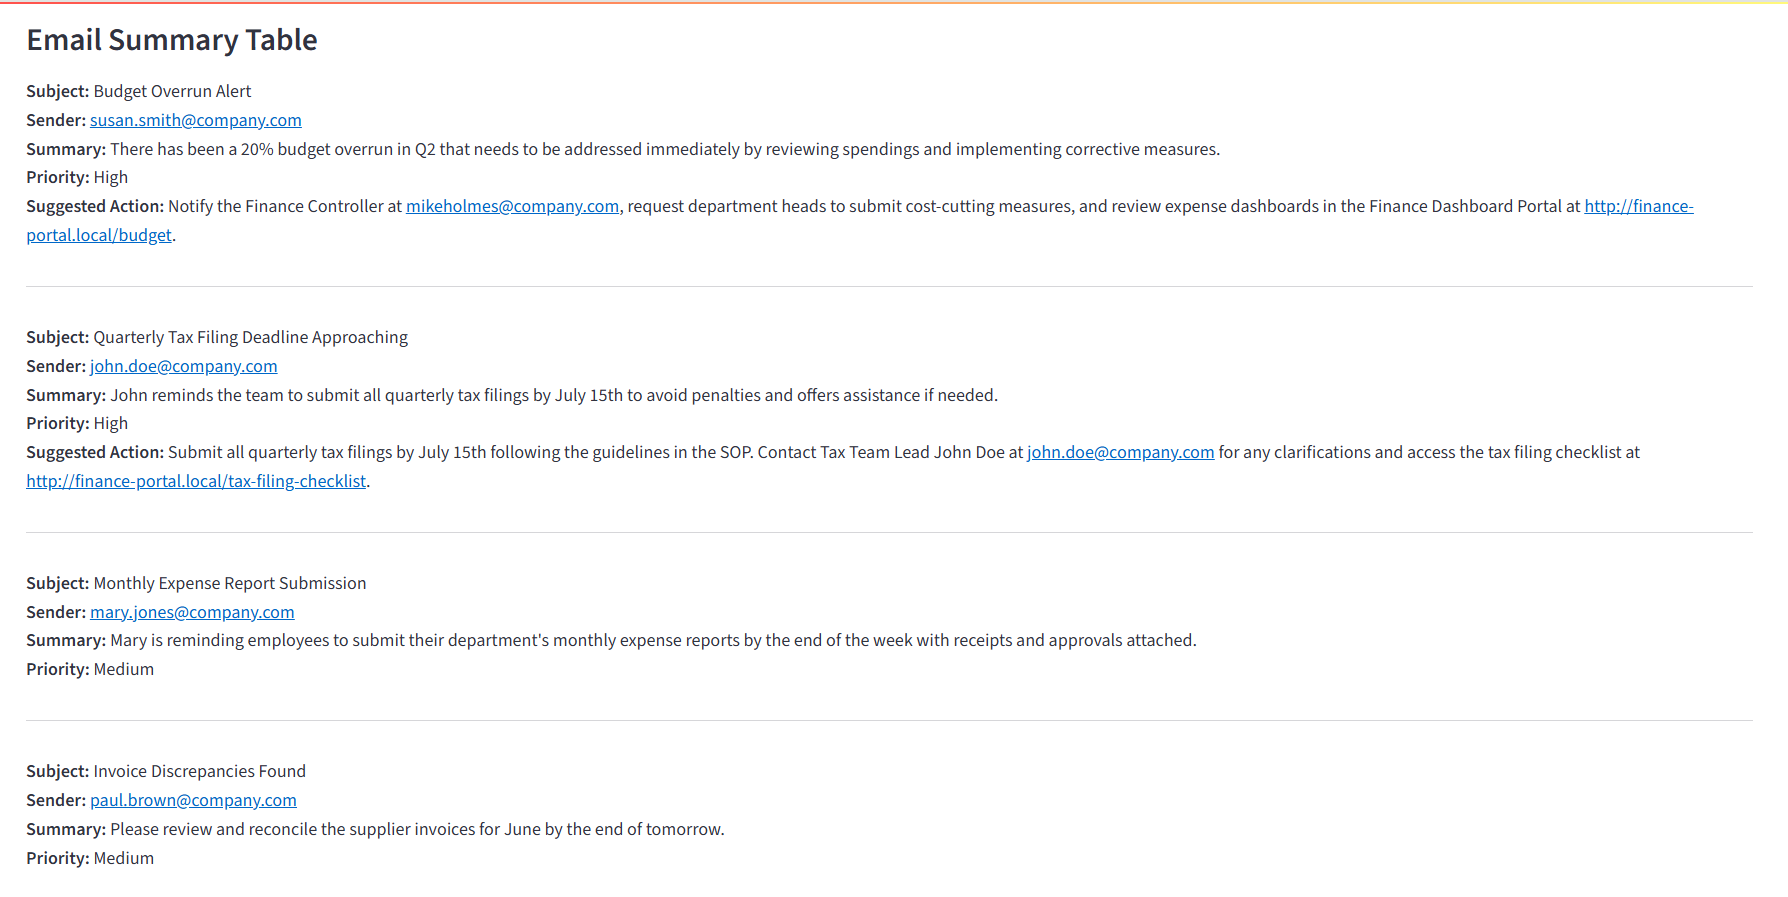 Email Summary Table
Subject: Budget Overrun Alert
Sender: susan.smith@company.com
Summary: There has been a 20% budget overrun in Q2 that needs to be addressed immediately by reviewing spendings and implementing corrective measures.
Priority: High
Suggested Action: Notify the Finance Controller at mikeholmes@company.com, request department heads to submit cost-cutting measures, and review expense dashboards in the Finance Dashboard Portal at http://finance-
portal.local/budget.
Subject: Quarterly Tax Filing Deadline Approaching
Sender: john.doe@company.com
Summary: John reminds the team to submit all quarterly tax filings by July 15th to avoid penalties and offers assistance if needed.
Priority: High
Suggested Action: Submit all quarterly tax filings by July 15th following the guidelines in the SOP. Contact Tax Team Lead John Doe at john.doe@company.com for any clarifications and access the tax filing checklist at
http://finance-portal.local/tax-filing-checklist.
Subject: Monthly Expense Report Submission
Sender: mary.jones@company.com
Summary: Mary is reminding employees to submit their department's monthly expense reports by the end of the week with receipts and approvals attached.
Priority: Medium
Subject: Invoice Discrepancies Found
Sender: paul.brown@company.com
Summary: Please review and reconcile the supplier invoices for June by the end of tomorrow.
Priority: Medium